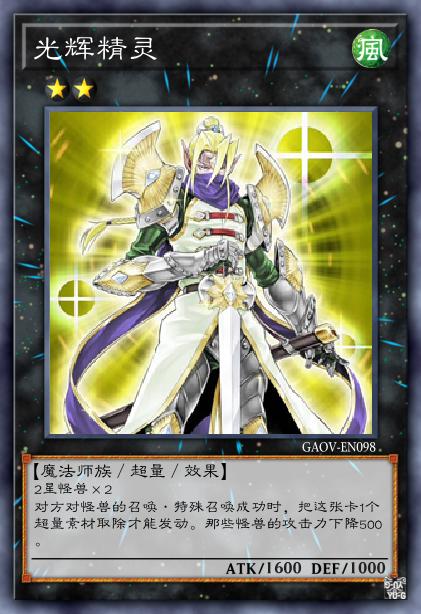 光辉精灵
風
GAOV-EN098
【魔法师族／超量／效果】
2星怪兽×2
对方对怪兽的召唤·特殊召唤成功时，把这张卡1个
超量素材取除才能发动。那些怪兽的攻击力下降500
。
ATK/1600 DEF/1000